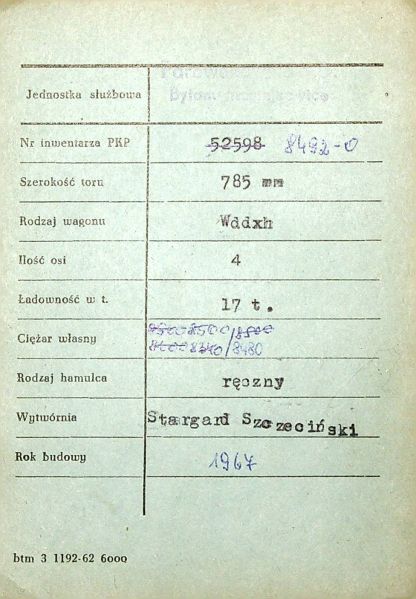 Jednostka służbowa
Nr inwentarza PKP 52598 8492-0
Szerokość toru 785 mm
Rodzaj wagonu Wddxh
Ilość osi 4
Ładowność w t. 17 t.
Ciężar własny 8500
/8480
Rodzaj hamulca ręczny
Wytwórnia Stargard Szczeciński
Rok budowy 1967
btm 3 1192-62 6000